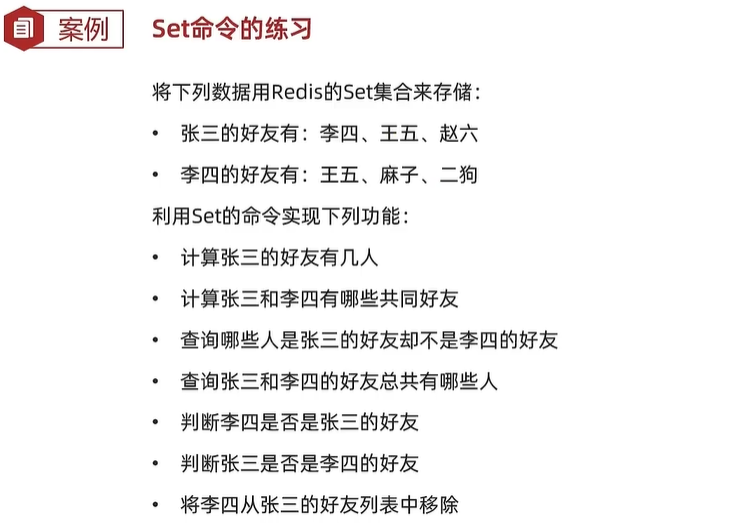 案例
Set命令的练习
将下列数据用Redis的Set集合来存储：
• 张三的好友有：李四、王五、赵六
• 李四的好友有：王五、麻子、二狗
利用Set的命令实现下列功能：
• 计算张三的好友有几人
• 计算张三和李四有哪些共同好友
• 查询哪些人是张三的好友却不是李四的好友
• 查询张三和李四的好友总共有哪些人
• 判断李四是否是张三的好友
• 判断张三是否是李四的好友
• 将李四从张三的好友列表中移除